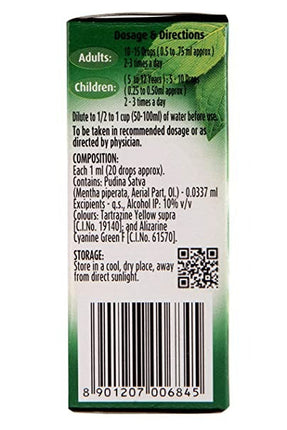 Dosage & Directions
Adults:
10 -15 Drops ( 0.5 to .75 ml approx )
2-3 times a day
Children:
( 5 to 12 Years ) : 5 - 10 Drops
( 0.25 to 0.50ml approx )
2 - 3 times a day
Dilute to 1/2 to 1 cup (50-100ml) of water before use.
To be taken in recommended dosage or as
directed by physician.
COMPOSITION:
Each 1 ml (20 drops approx).
Contains: Pudina Satva
(Mentha piperata, Aerial Part, Ol.) - 0.0337 ml
Excipients - q.s., Alcohol IP: 10% v/v
Colours: Tartrazine Yellow supra
[C.I.No. 19140]; and Alizarine
Cyanine Green F [C.I.No. 61570].
STORAGE:
Store in a cool, dry place, away
from direct sunlight.
8 901207 006845